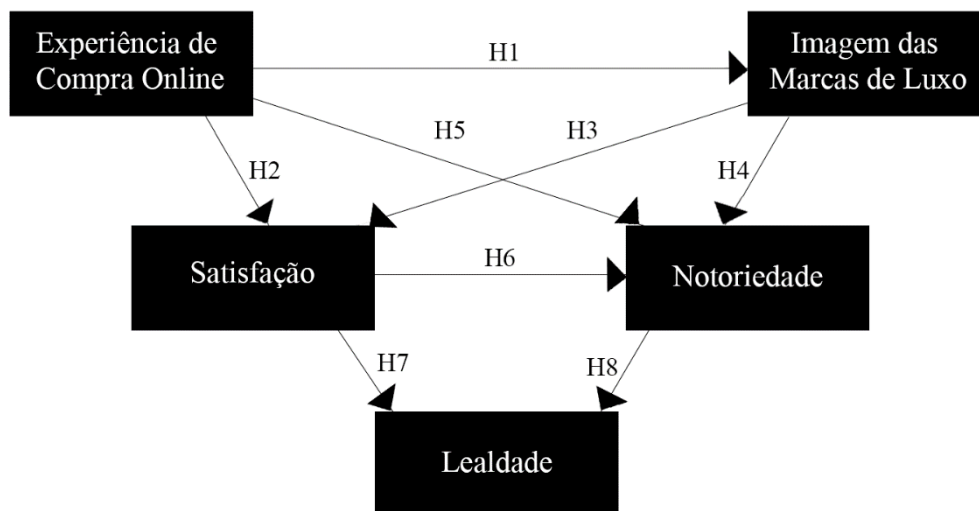 Experiência de
Compra Online
H1
Imagem das
Marcas de Luxo
H5
H3
H2
H4
Satisfação
H6
Notoriedade
H7
H8
Lealdade